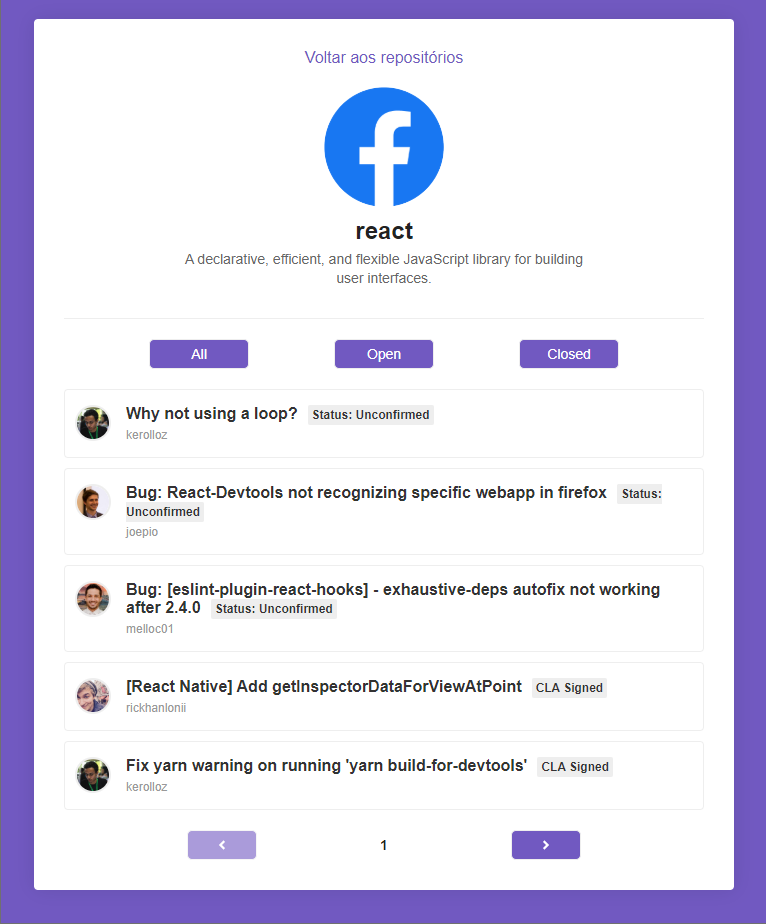 Voltar aos repositórios
react
A declarative, efficient, and flexible JavaScript library for building
user interfaces.
All Open Closed
Why not using a loop? Status: Unconfirmed
kerolloz
Bug: React-Devtools not recognizing specific webapp in firefox Status:
Unconfirmed
joepio
Bug: [eslint-plugin-react-hooks] - exhaustive-deps autofix not working
after 2.4.0 Status: Unconfirmed
melloc01
[React Native] Add getInspectorDataForViewAtPoint CLA Signed
rickhanlonii
Fix yarn warning on running 'yarn build-for-devtools' CLA Signed
kerolloz
1